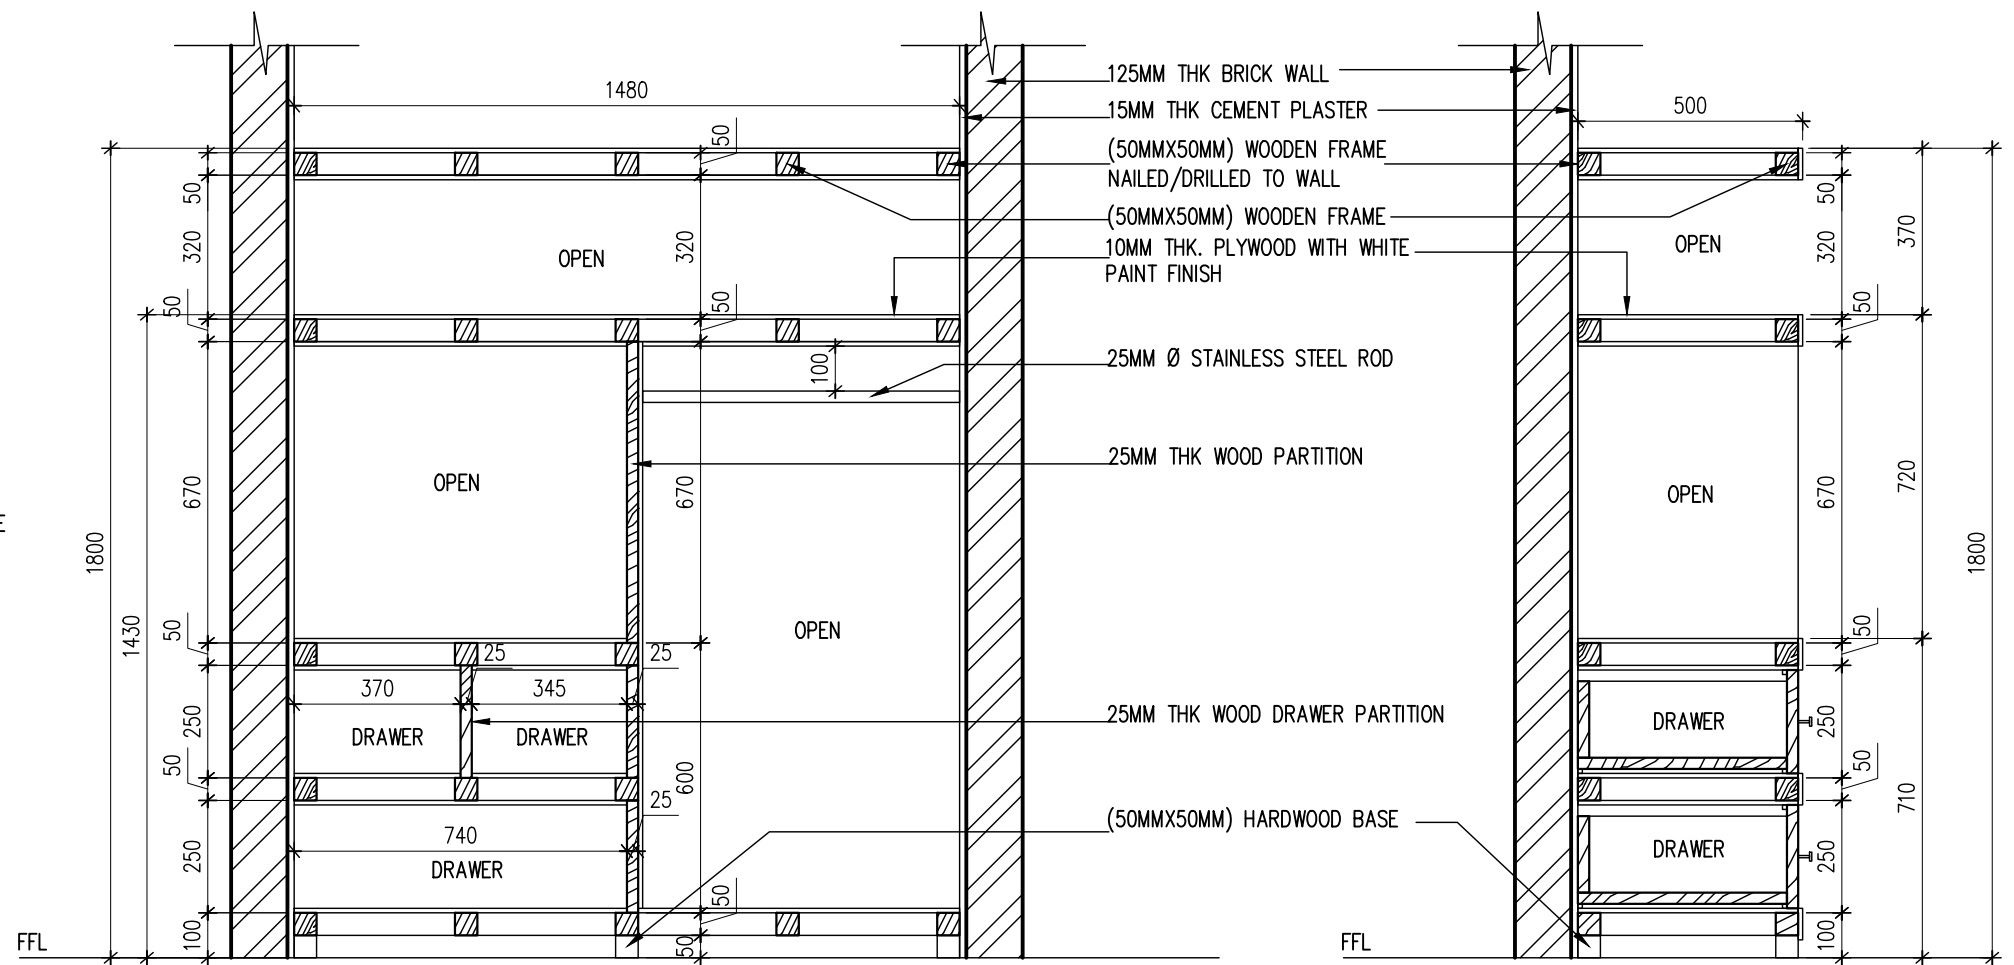 1480
50
50
320
OPEN
320
50
50
100
1800
1430
670
OPEN
670
OPEN
50
25
25
370
345
250
DRAWER
DRAWER
50
600
25
740
250
DRAWER
50
100
50
FFL
125MM THK BRICK WALL
15MM THK CEMENT PLASTER
(50MMX50MM) WOODEN FRAME
NAILED/DRILLED TO WALL
(50MMX50MM) WOODEN FRAME
10MM THK. PLYWOOD WITH WHITE
PAINT FINISH
25MM Ø STAINLESS STEEL ROD
25MM THK WOOD PARTITION
25MM THK WOOD DRAWER PARTITION
(50MMX50MM) HARDWOOD BASE
500
50
OPEN
320
370
50
OPEN
670
720
1800
50
DRAWER
250
50
710
DRAWER
250
100
FFL